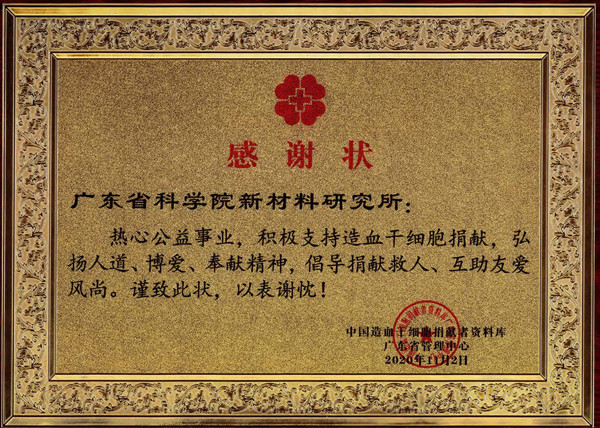 感谢状
广东省科学院新材料研究所：
热心公益事业，积极支持造血干细胞捐献，弘
扬人道、博爱、奉献精神，倡导捐献救人、互助友爱
风尚。谨致此状，以表谢忱！
中国造血干细胞捐献者资料库
广东省管理中心
2020年11月2日